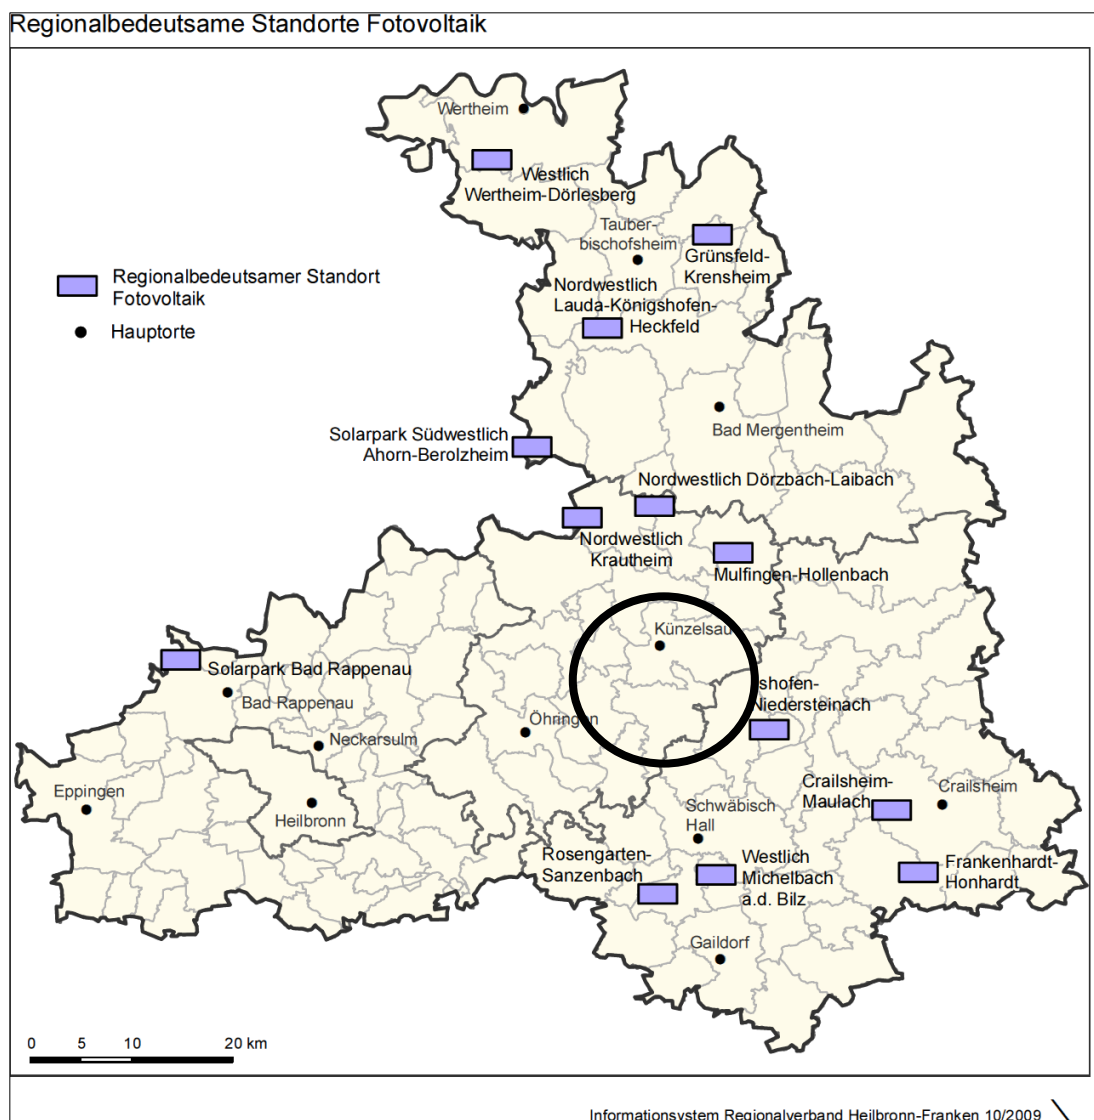 Regionalbedeutsame Standorte Fotovoltaik
Wertheim
Westlich
Wertheim-Dörlesberg
Tauber-
bischofsheim
Grünsfeld-
Krensheim
Regionalbedeutsamer Standort
Fotovoltaik
Hauptorte
Nordwestlich
Lauda-Königshofen-
Heckfeld
Bad Mergentheim
Solarpark Südwestlich
Ahorn-Berolzheim
Nordwestlich Dörzbach-Laibach
Nordwestlich
Krautheim
Mulfingen-Hollenbach
Künzelsau
Solarpark Bad Rappenau
Bad Rappenau
shofen-
Niedersteinach
Öhringen
Neckarsulm
Eppingen
Heilbronn
Crailsheim-
Maulach
Crailsheim
Schwäbisch
Hall
Rosengarten-
Sanzenbach
Westlich
Michelbach
a.d. Bilz
Frankenhardt-
Honhardt
Gaildorf
0 5 10 20 km
Informationsystem Regionalverband Heilbronn-Franken 10/2009